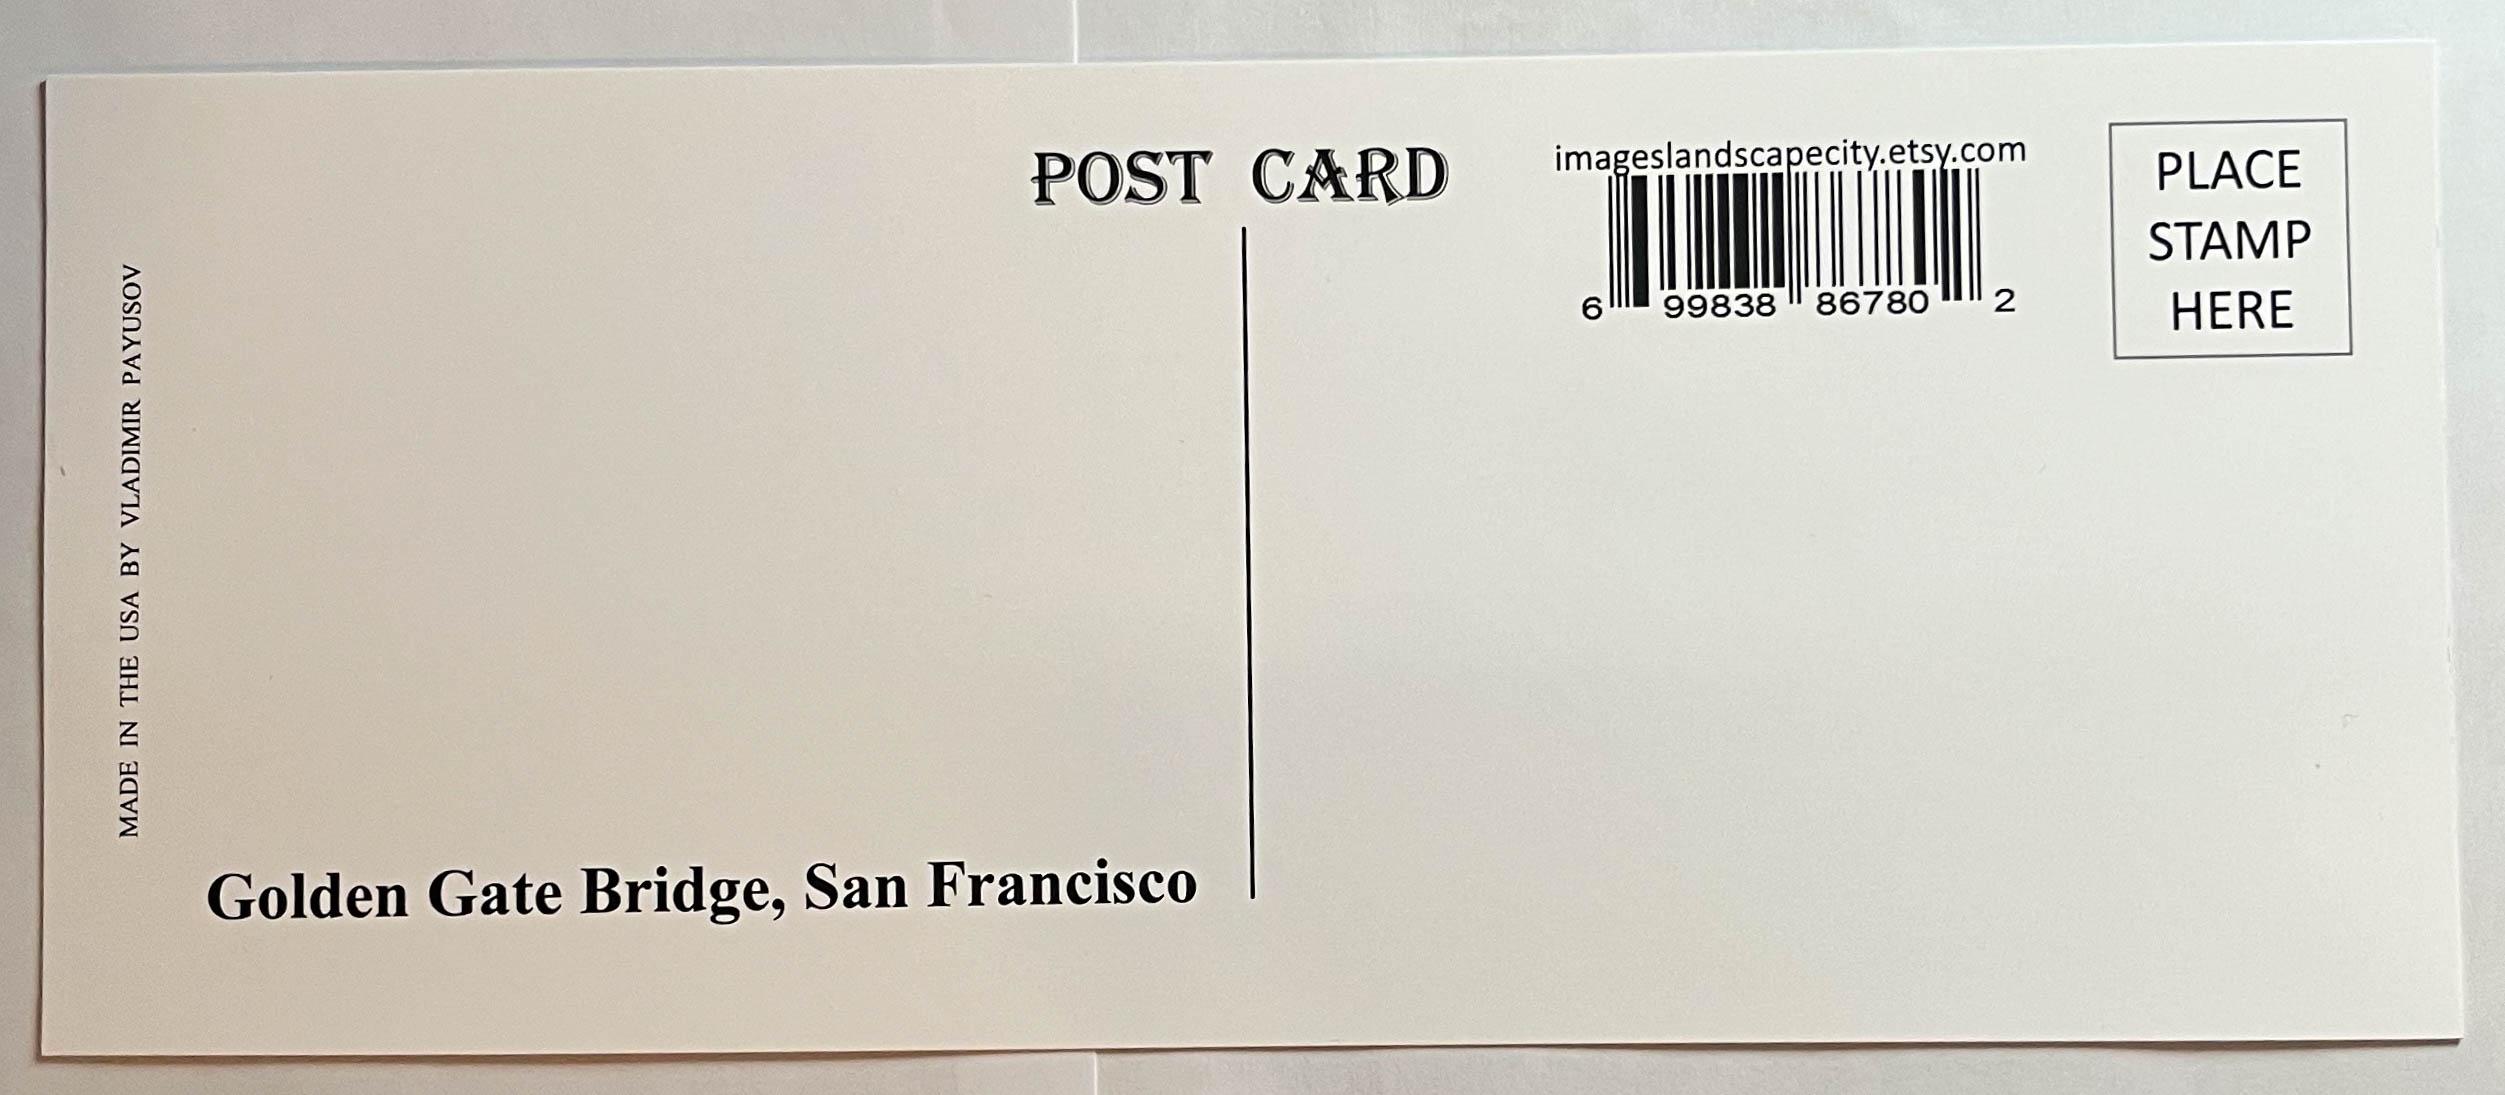 POST CARD
imageslandscapecity.etsy.com
6 99838 86780 2
PLACE
STAMP
HERE
MADE IN THE USA BY VLADIMIR PAYUSOV
Golden Gate Bridge, San Francisco